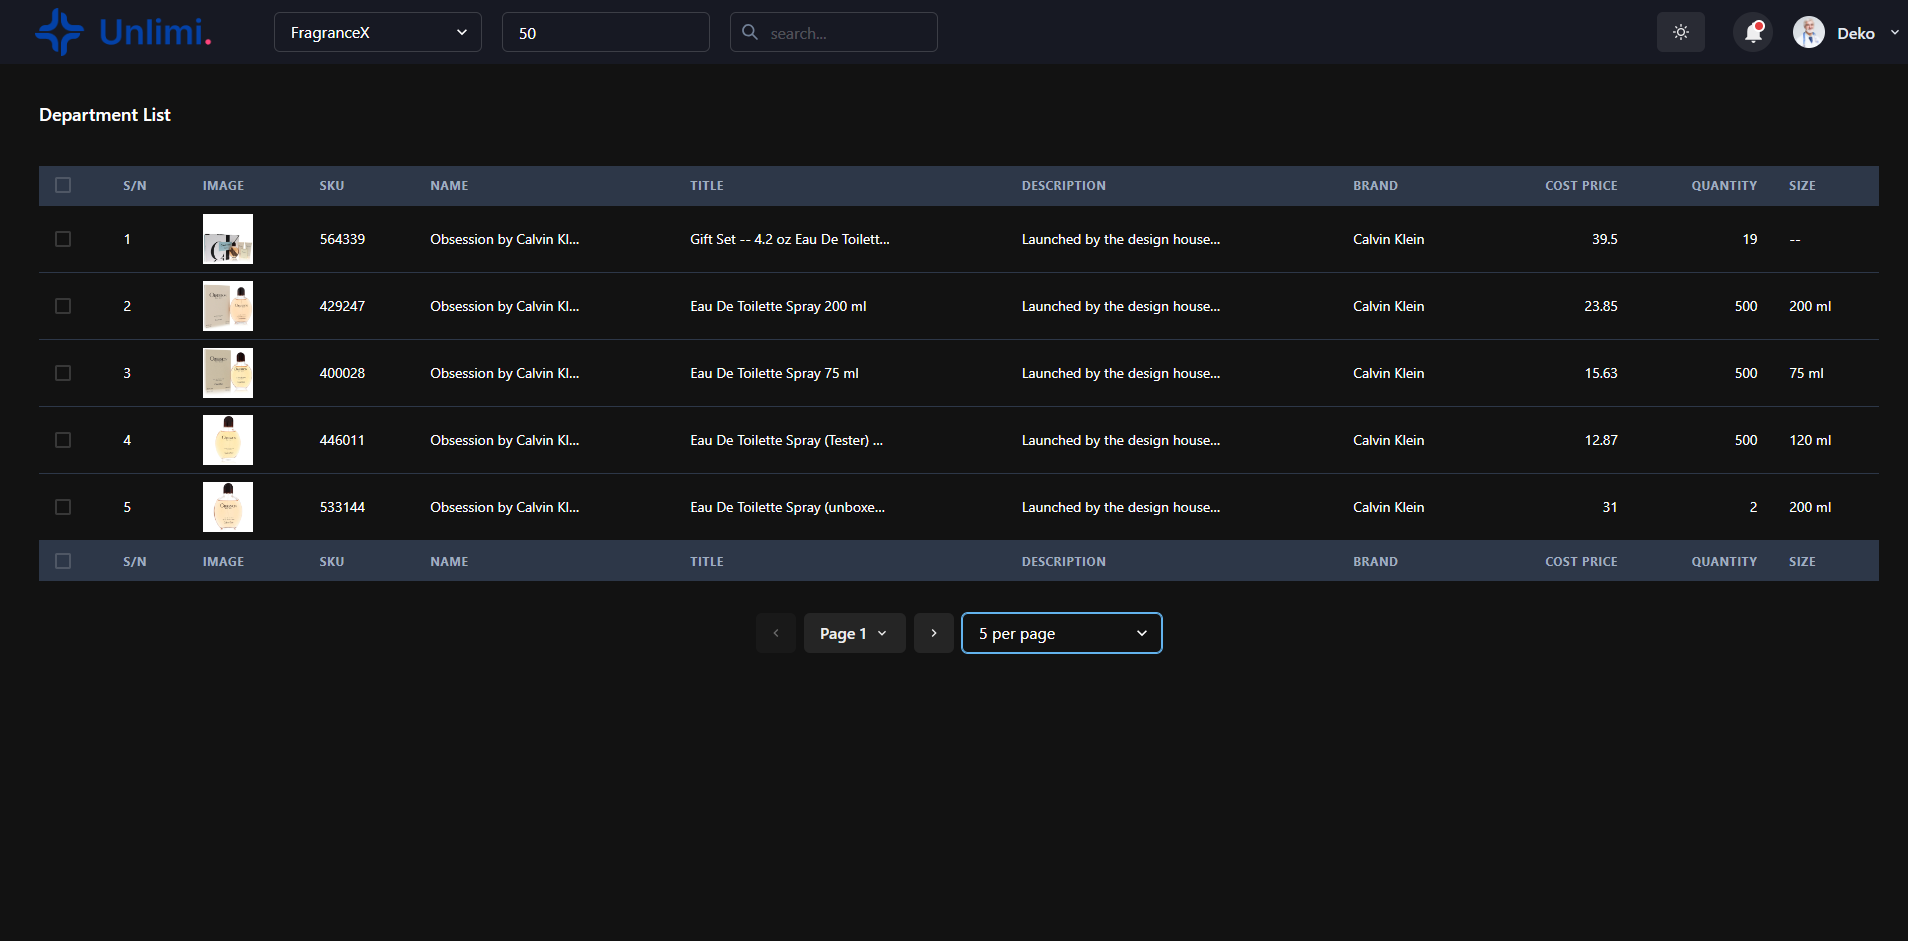 Unlimi.
FragranceX
50
search...
Deko
Department List
S/N IMAGE SKU NAME TITLE DESCRIPTION BRAND COST PRICE QUANTITY SIZE
1 564339 Obsession by Calvin Kl... Gift Set -- 4.2 oz Eau De Toilett... Launched by the design house... Calvin Klein 39.5 19 --
2 429247 Obsession by Calvin Kl... Eau De Toilette Spray 200 ml Launched by the design house... Calvin Klein 23.85 500 200 ml
3 400028 Obsession by Calvin Kl... Eau De Toilette Spray 75 ml Launched by the design house... Calvin Klein 15.63 500 75 ml
4 446011 Obsession by Calvin Kl... Eau De Toilette Spray (Tester) ... Launched by the design house... Calvin Klein 12.87 500 120 ml
5 533144 Obsession by Calvin Kl... Eau De Toilette Spray (unboxe... Launched by the design house... Calvin Klein 31 2 200 ml
S/N IMAGE SKU NAME TITLE DESCRIPTION BRAND COST PRICE QUANTITY SIZE
Page 1
5 per page